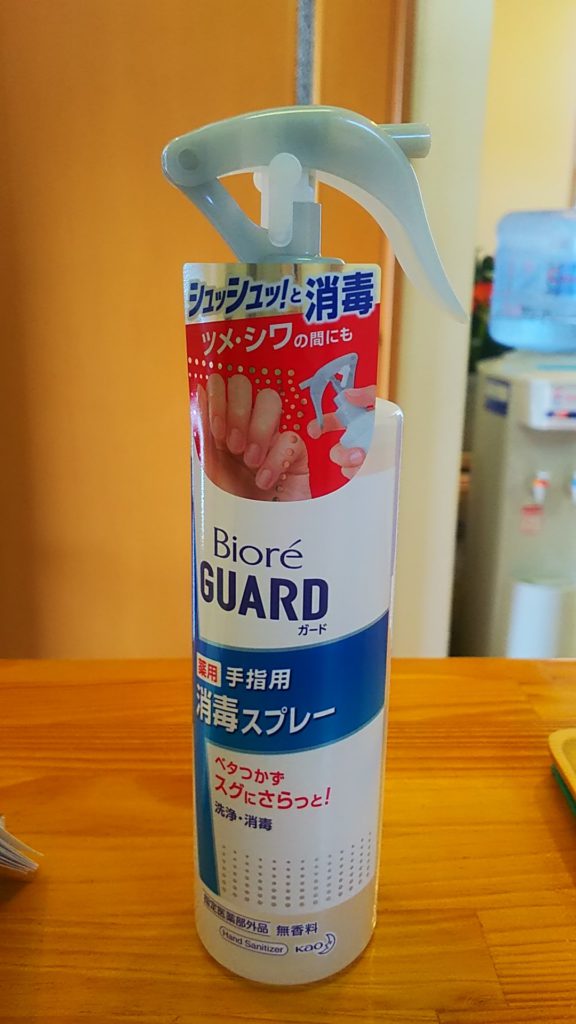 シュッシュッ!と消毒
ツメ・シワの間にも
Bioré
GUARD
ガード
薬用 手指用
消毒スプレー
ベタつかず
スグにさらっと!
洗浄・消毒
指定医薬部外品 無香料
Hand Sanitizer Kao